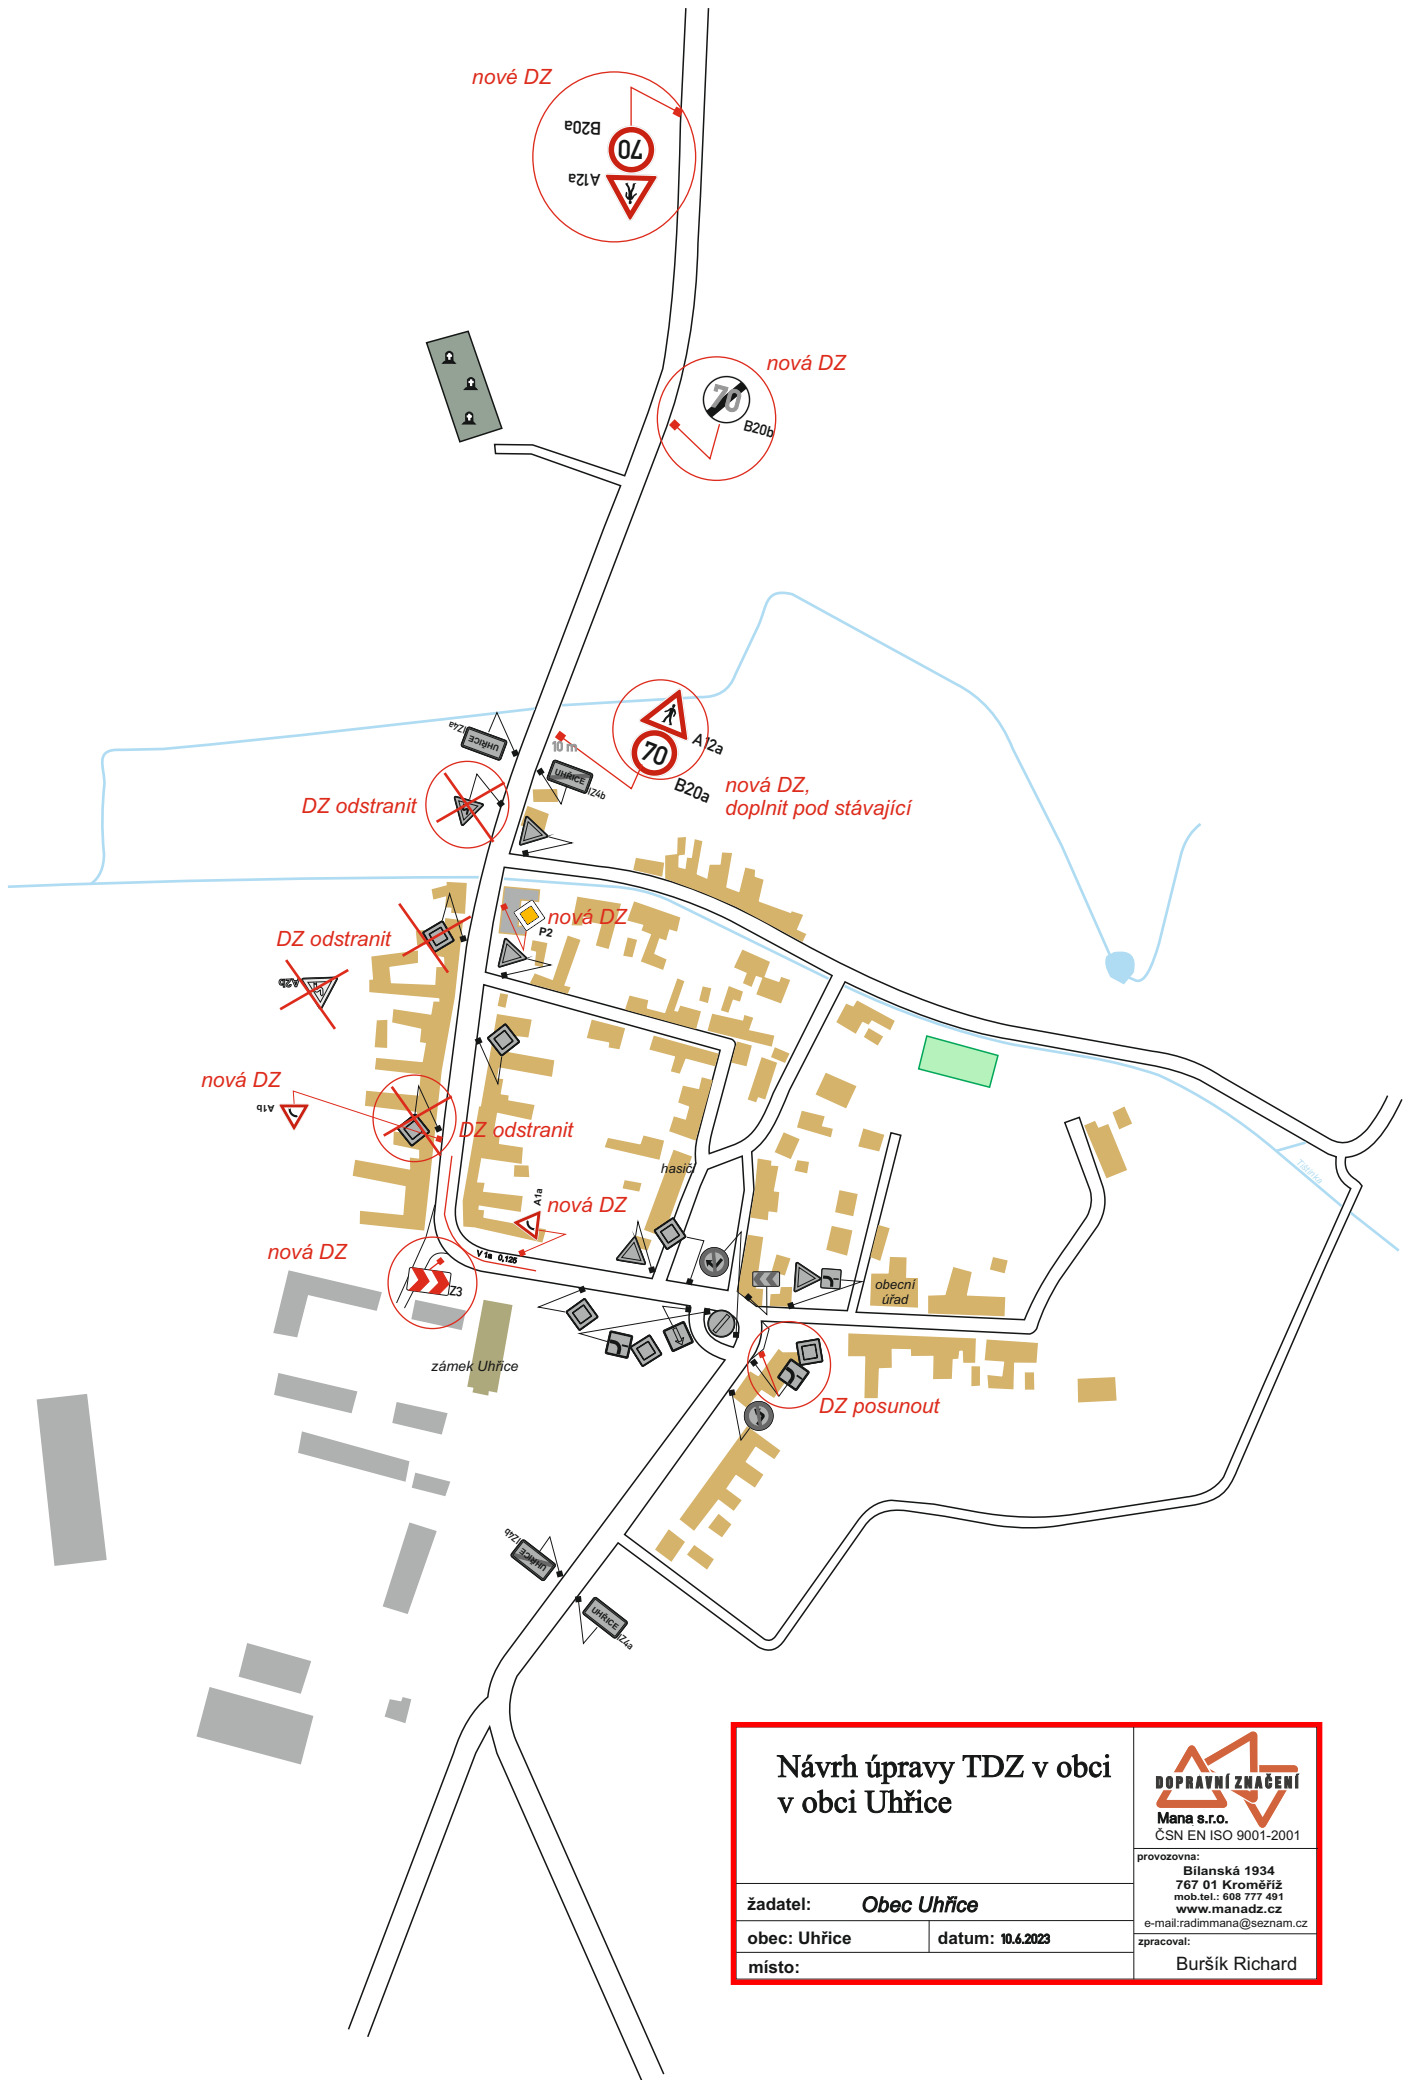 nové DZ
B20a
70
A12a
nová DZ
70
B20b
IZ4a
UHŘICE
10 m
UHŘICE
IZ4b
A12a
70
B20a
nová DZ,
doplnit pod stávající
DZ odstranit
DZ odstranit
nová DZ
P2
A2b
nová DZ
A1b
DZ odstranit
hasiči
A1a
nová DZ
V 1a 0,125
nová DZ
Z3
obecní
úřad
zámek Uhřice
DZ posunout
IZ4b
UHŘICE
UHŘICE
IZ4a
Návrh úpravy TDZ v obci
v obci Uhřice
žadatel: Obec Uhřice
obec: Uhřice
datum: 10.6.2023
místo:
DOPRAVNÍ ZNAČENÍ
Mana s.r.o.
ČSN EN ISO 9001-2001
provozovna:
Bílanská 1934
767 01 Kroměříž
mob.tel.: 608 777 491
www.manadz.cz
e-mail:radimmana@seznam.cz
zpracoval:
Buršík Richard